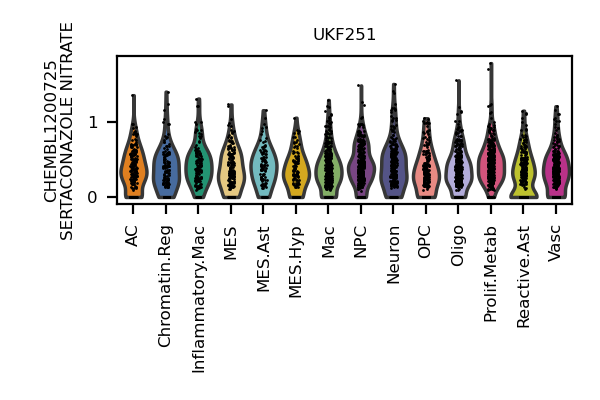 UKF251
CHEMBL1200725
SERTACONAZOLE NITRATE
1
0
AC
Chromatin.Reg
Inflammatory.Mac
MES
MES.Ast
MES.Hyp
Mac
NPC
Neuron
OPC
Oligo
Prolif.Metab
Reactive.Ast
Vasc